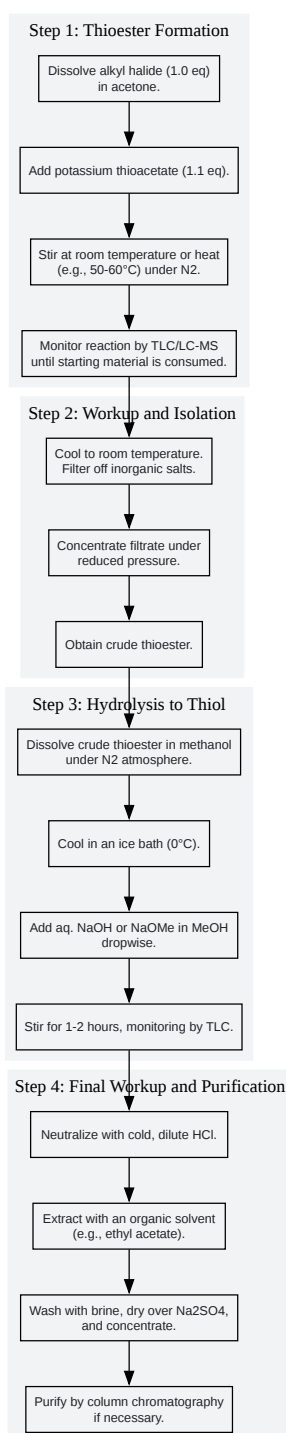 Step 1: Thioester Formation
Dissolve alkyl halide (1.0 eq)
in acetone.
Add potassium thioacetate (1.1 eq).
Stir at room temperature or heat
(e.g., 50-60°C) under N2.
Monitor reaction by TLC/LC-MS
until starting material is consumed.
Step 2: Workup and Isolation
Cool to room temperature.
Filter off inorganic salts.
Concentrate filtrate under
reduced pressure.
Obtain crude thioester.
Step 3: Hydrolysis to Thiol
Dissolve crude thioester in methanol
under N2 atmosphere.
Cool in an ice bath (0°C).
Add aq. NaOH or NaOMe in MeOH
dropwise.
Stir for 1-2 hours, monitoring by TLC.
Step 4: Final Workup and Purification
Neutralize with cold, dilute HCl.
Extract with an organic solvent
(e.g., ethyl acetate).
Wash with brine, dry over Na2SO4,
and concentrate.
Purify by column chromatography
if necessary.